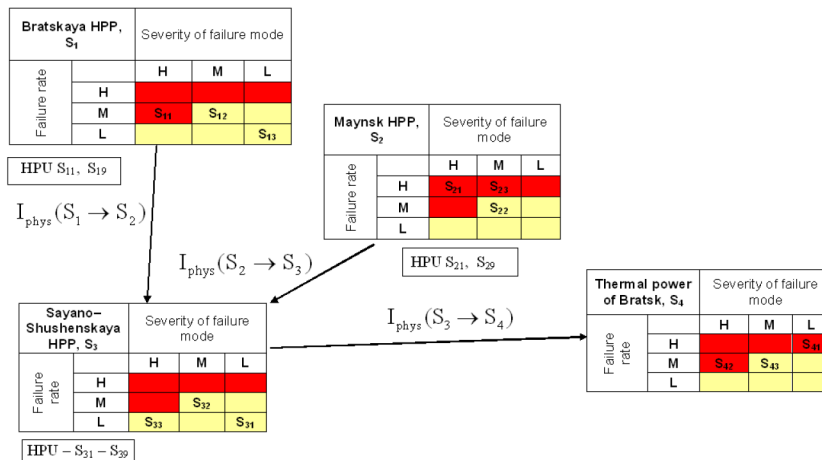 Bratskaya HPP, S1
Severity of failure mode
Failure rate
H M L
H
M S11 S12
L S13
HPU S11, S19
Maynsk HPP, S2
Severity of failure mode
Failure rate
H M L
H S21 S23
M S22
L
HPU S21, S29
Iphys(S1 → S2)
Iphys(S2 → S3)
Sayano–
Shushenskaya
HPP, S3
Severity of failure
mode
Failure rate
H M L
H
M S32
L S33 S31
HPU – S31 – S39
Iphys(S3 → S4)
Thermal power
of Bratsk, S4
Severity of failure
mode
Failure rate
H M L
H S41
M S42 S43
L